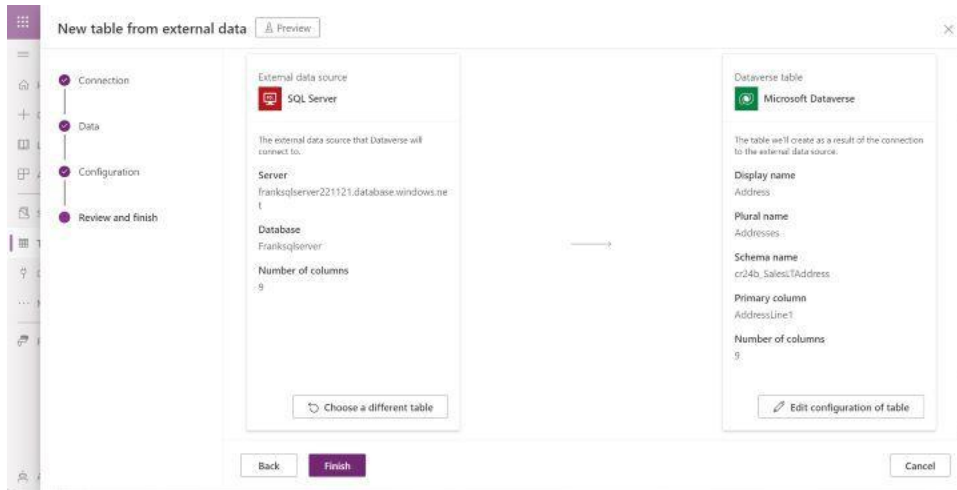 New table from external data
Preview
Connection
Data
Configuration
Review and finish
External data source
SQL Server
The external data source that Dataverse will
connect to.
Server
franksqlserver221121.database.windows.ne
t
Database
Franksqlserver
Number of columns
9
Choose a different table
Dataverse table
Microsoft Dataverse
The table we'll create as a result of the connection
to the external data source.
Display name
Address
Plural name
Addresses
Schema name
cr24b_SalesLTAddress
Primary column
AddressLine1
Number of columns
9
Edit configuration of table
Back
Finish
Cancel